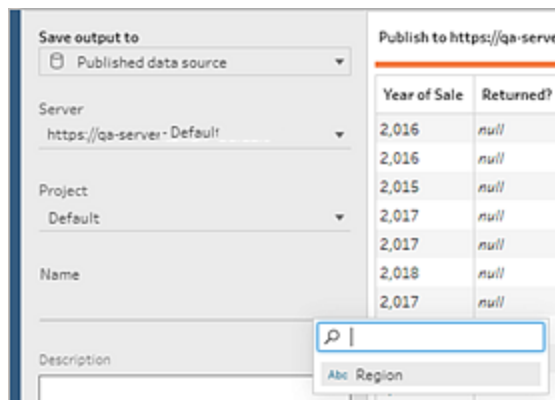 Save output to
Published data source
Server
https://qa-server - Default
Project
Default
Name
Description
Publish to https://qa-serve
Year of Sale Returned?
2,016 null
2,016 null
2,015 null
2,017 null
2,017 null
2,018 null
2,017 null
Abc Region